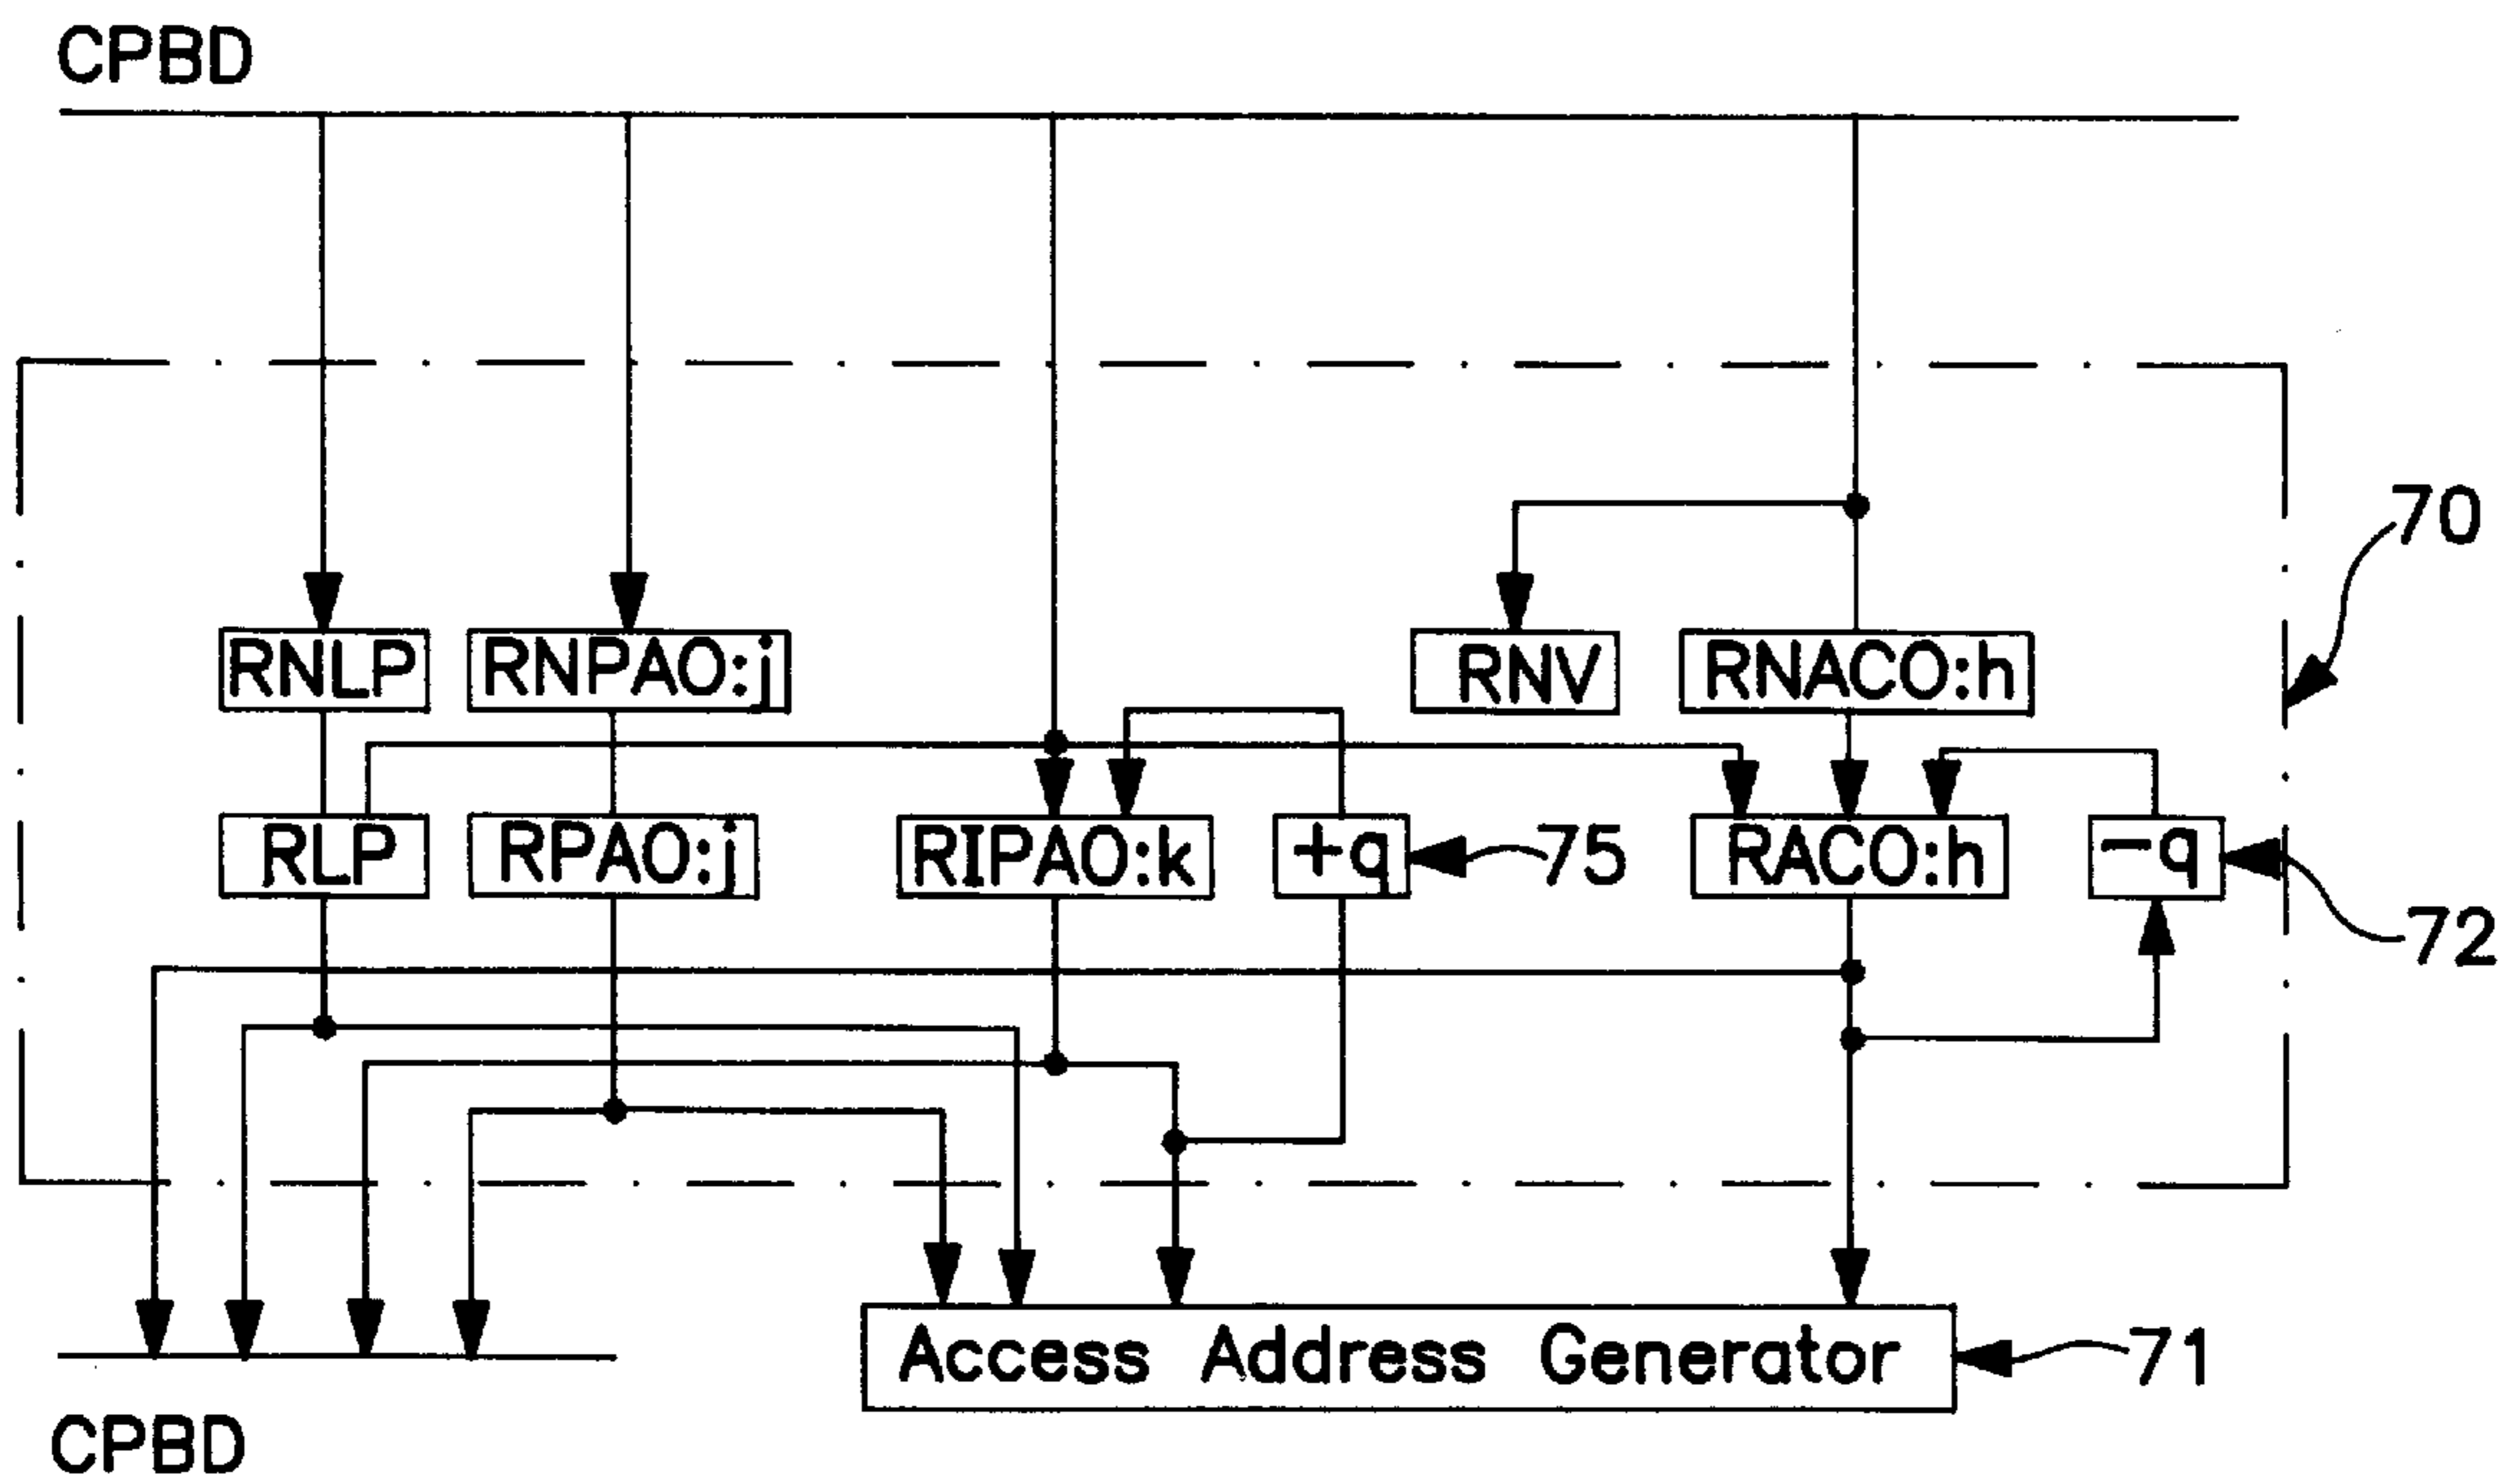 CPBD
70
RNLP
RNPAO:j
RNV
RNACO:h
RLP
RPAO:j
RIPAO:k
+q
75
RACO:h
-q
72
Access Address Generator
71
CPBD